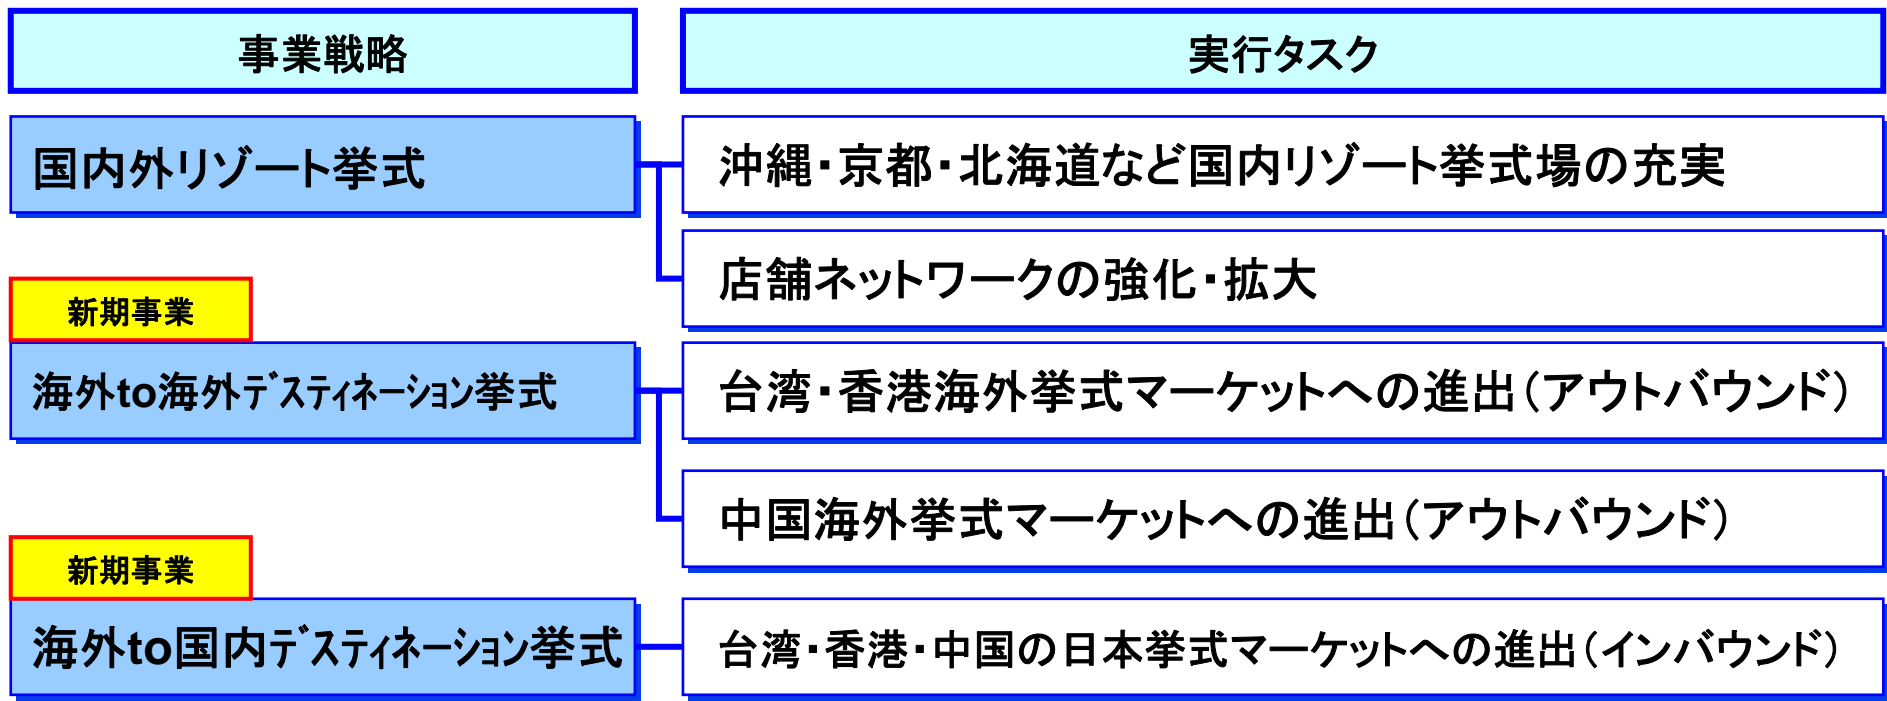 事業戦略
実行タスク
国内外リゾート挙式
沖縄・京都・北海道など国内リゾート挙式場の充実
店舗ネットワークの強化・拡大
新期事業
海外to海外ﾃﾞｽﾃｨﾈｰｼｮﾝ挙式
台湾・香港海外挙式マーケットへの進出（アウトバウンド）
中国海外挙式マーケットへの進出（アウトバウンド）
新期事業
海外to国内ﾃﾞｽﾃｨﾈｰｼｮﾝ挙式
台湾・香港・中国の日本挙式マーケットへの進出（インバウンド）